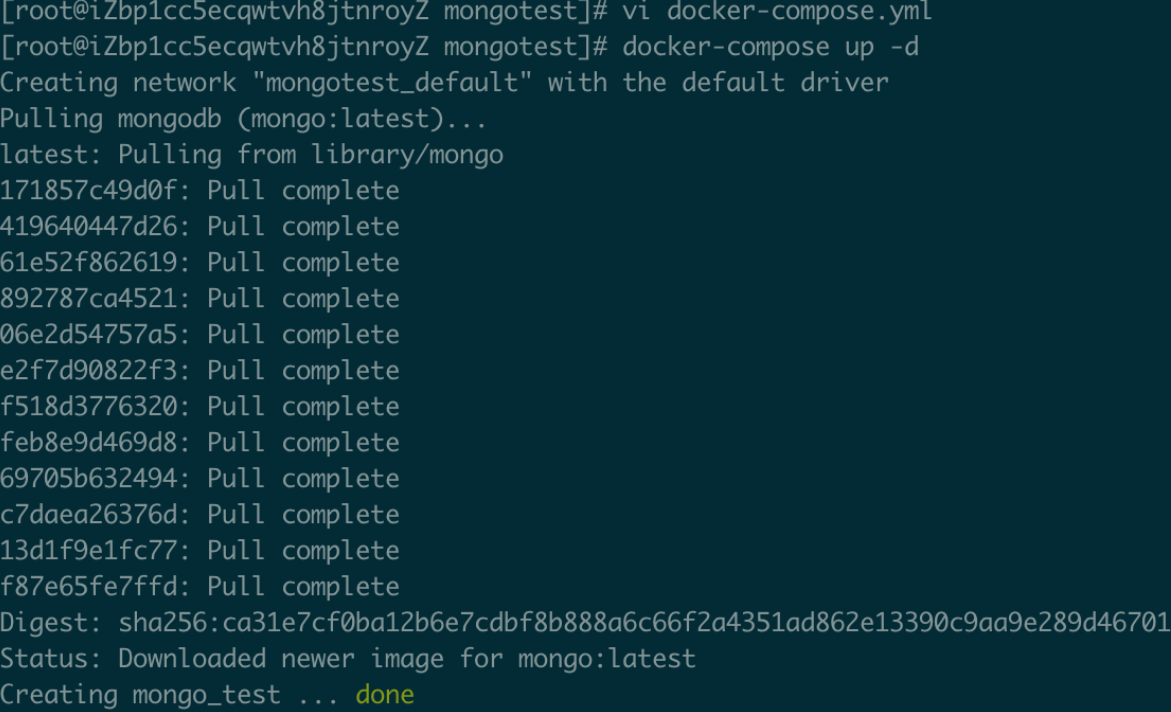 [root@iZbp1cc5ecqwtvh8jtnroyZ mongotest]# vi docker-compose.yml
[root@iZbp1cc5ecqwtvh8jtnroyZ mongotest]# docker-compose up -d
Creating network "mongotest_default" with the default driver
Pulling mongodb (mongo:latest)...
latest: Pulling from library/mongo
171857c49d0f: Pull complete
419640447d26: Pull complete
61e52f862619: Pull complete
892787ca4521: Pull complete
06e2d54757a5: Pull complete
e2f7d90822f3: Pull complete
f518d3776320: Pull complete
feb8e9d469d8: Pull complete
69705b632494: Pull complete
c7daea26376d: Pull complete
13d1f9e1fc77: Pull complete
f87e65fe7ffd: Pull complete
Digest: sha256:ca31e7cf0ba12b6e7cdbf8b888a6c66f2a4351ad862e13390c9aa9e289d46701
Status: Downloaded newer image for mongo:latest
Creating mongo_test ... done